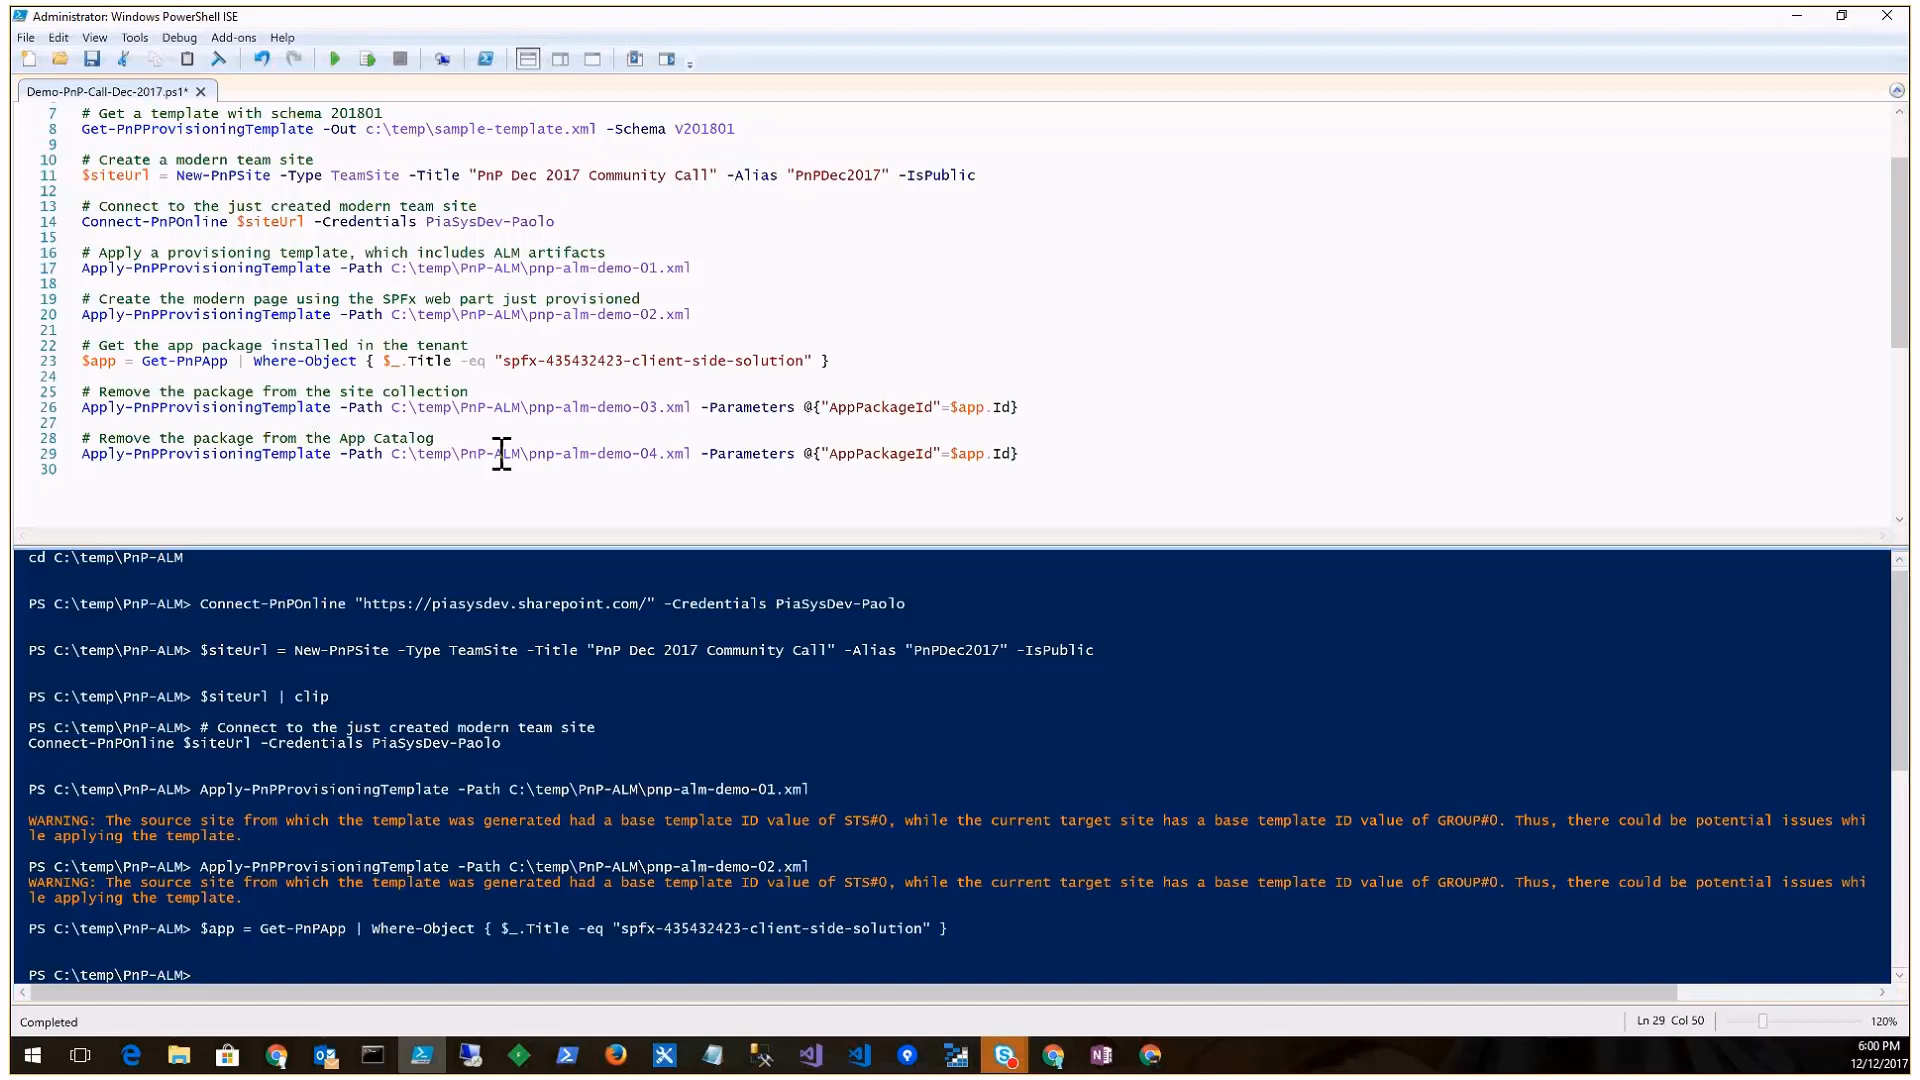 Administrator: Windows PowerShell ISE
File Edit View Tools Debug Add-ons Help
Demo-PnP-Call-Dec-2017.ps1*
7 # Get a template with schema 201801
8 Get-PnPProvisioningTemplate -Out c:\temp\sample-template.xml -Schema v201801
9
10 # Create a modern team site
11 $siteUrl = New-PnPSite -Type TeamSite -Title "PnP Dec 2017 Community Call" -Alias "PnPDec2017" -IsPublic
12
13 # Connect to the just created modern team site
14 Connect-PnPOnline $siteUrl -Credentials PiaSysDev-Paolo
15
16 # Apply a provisioning template, which includes ALM artifacts
17 Apply-PnPProvisioningTemplate -Path C:\temp\PnP-ALM\pnp-alm-demo-01.xml
18
19 # Create the modern page using the SPFx web part just provisioned
20 Apply-PnPProvisioningTemplate -Path C:\temp\PnP-ALM\pnp-alm-demo-02.xml
21
22 # Get the app package installed in the tenant
23 $app = Get-PnPApp | Where-Object { $_.Title -eq "spfx-435432423-client-side-solution" }
24
25 # Remove the package from the site collection
26 Apply-PnPProvisioningTemplate -Path C:\temp\PnP-ALM\pnp-alm-demo-03.xml -Parameters @{"AppPackageId"=$app.Id}
27
28 # Remove the package from the App Catalog
29 Apply-PnPProvisioningTemplate -Path C:\temp\PnP-ALM\pnp-alm-demo-04.xml -Parameters @{"AppPackageId"=$app.Id}
30
cd C:\temp\PnP-ALM
PS C:\temp\PnP-ALM> Connect-PnPOnline "https://piasysdev.sharepoint.com/" -Credentials PiaSysDev-Paolo
PS C:\temp\PnP-ALM> $siteUrl = New-PnPSite -Type TeamSite -Title "PnP Dec 2017 Community Call" -Alias "PnPDec2017" -IsPublic
PS C:\temp\PnP-ALM> $siteUrl | clip
PS C:\temp\PnP-ALM> # Connect to the just created modern team site
Connect-PnPOnline $siteUrl -Credentials PiaSysDev-Paolo
PS C:\temp\PnP-ALM> Apply-PnPProvisioningTemplate -Path C:\temp\PnP-ALM\pnp-alm-demo-01.xml
WARNING: The source site from which the template was generated had a base template ID value of STS#0, while the current target site has a base template ID value of GROUP#0. Thus, there could be potential issues whi
le applying the template.
PS C:\temp\PnP-ALM> Apply-PnPProvisioningTemplate -Path C:\temp\PnP-ALM\pnp-alm-demo-02.xml
WARNING: The source site from which the template was generated had a base template ID value of STS#0, while the current target site has a base template ID value of GROUP#0. Thus, there could be potential issues whi
le applying the template.
PS C:\temp\PnP-ALM> $app = Get-PnPApp | Where-Object { $_.Title -eq "spfx-435432423-client-side-solution" }
PS C:\temp\PnP-ALM>
Completed
Ln 29 Col 50
120%
6:00 PM
12/12/2017